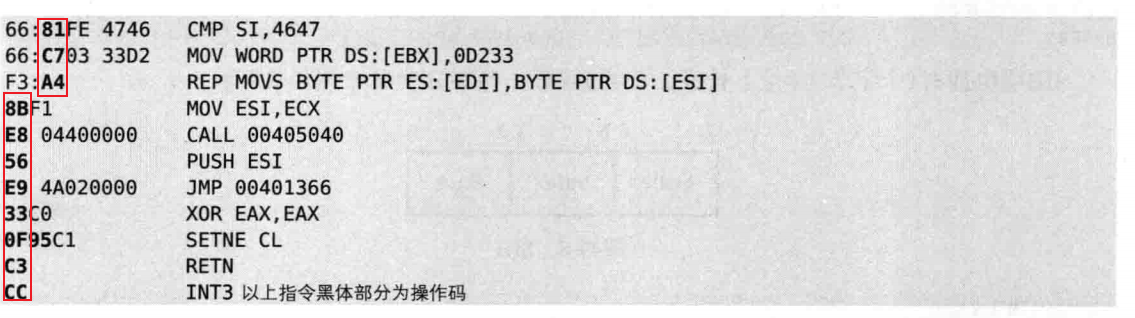 66:81FE 4746 CMP SI,4647
66:C703 33D2 MOV WORD PTR DS:[EBX],0D233
F3:A4 REP MOVS BYTE PTR ES:[EDI],BYTE PTR DS:[ESI]
8BF1 MOV ESI,ECX
E8 04400000 CALL 00405040
56 PUSH ESI
E9 4A020000 JMP 00401366
33C0 XOR EAX,EAX
0F95C1 SETNE CL
C3 RETN
CC INT3 以上指令黑体部分为操作码